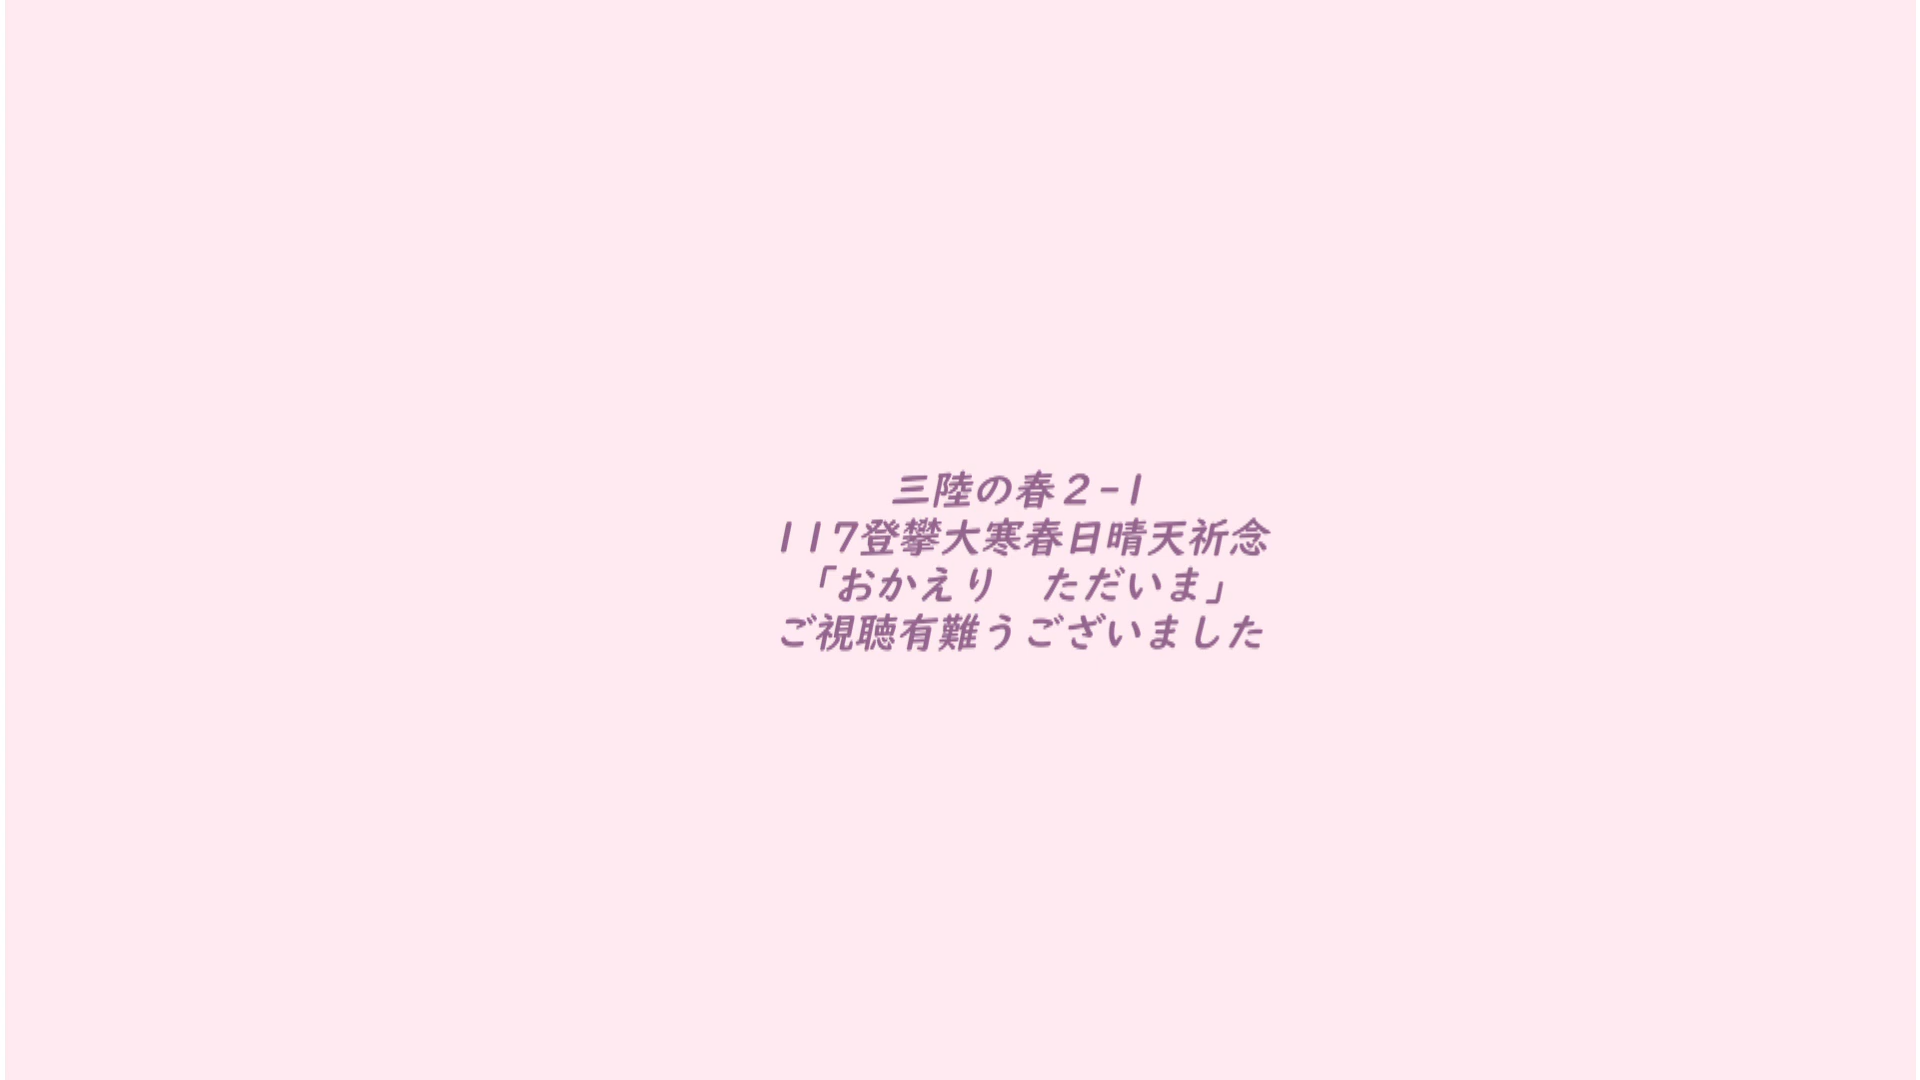 三陸の春２-1
117登攀大寒春日晴天祈念
「おかえり　ただいま」
ご視聴有難うございました